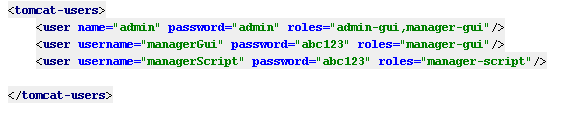 <tomcat-users>
<user name="admin" password="admin" roles="admin-gui,manager-gui"/>
<user username="managerGui" password="abc123" roles="manager-gui"/>
<user username="managerScript" password="abc123" roles="manager-script"/>
</tomcat-users>